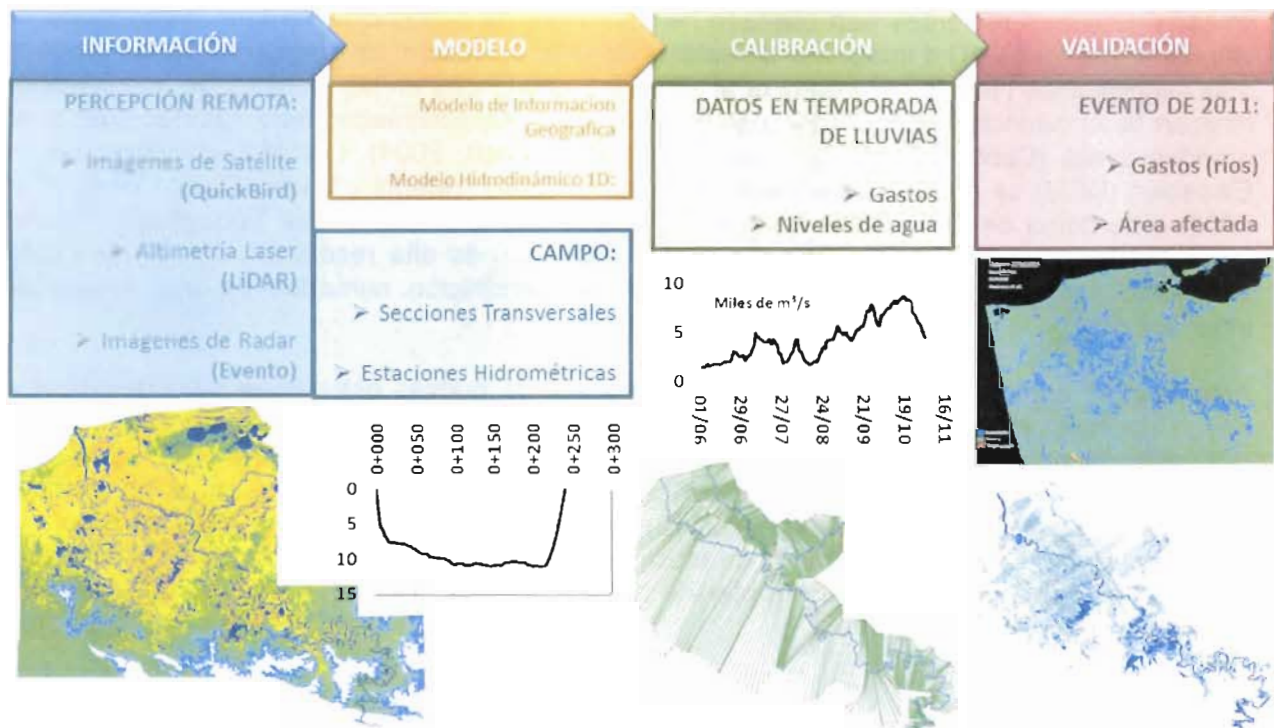 INFORMACIÓN
MODELO
CALIBRACIÓN
VALIDACIÓN
PERCEPCIÓN REMOTA:
➤ Imágenes de Satélite
(QuickBird)
➤ Altimetría Laser
(LiDAR)
➤ Imagenes de Radar
(Evento)
Modelo de Informacion
Geografica
Modelo Hidrodinámico 1D:
CAMPO:
➤ Secciones Transversales
➤ Estaciones Hidrométricas
DATOS EN TEMPORADA
DE LLUVIAS
➤ Gastos
➤ Niveles de agua
EVENTO DE 2011:
➤ Gastos (ríos)
➤ Área afectada
10
5
0
Miles de m³/s
01/06
29/06
27/07
24/08
21/09
19/10
16/11
0+000
0+050
0+100
0+150
0+200
0+250
0+300
0
5
10
15